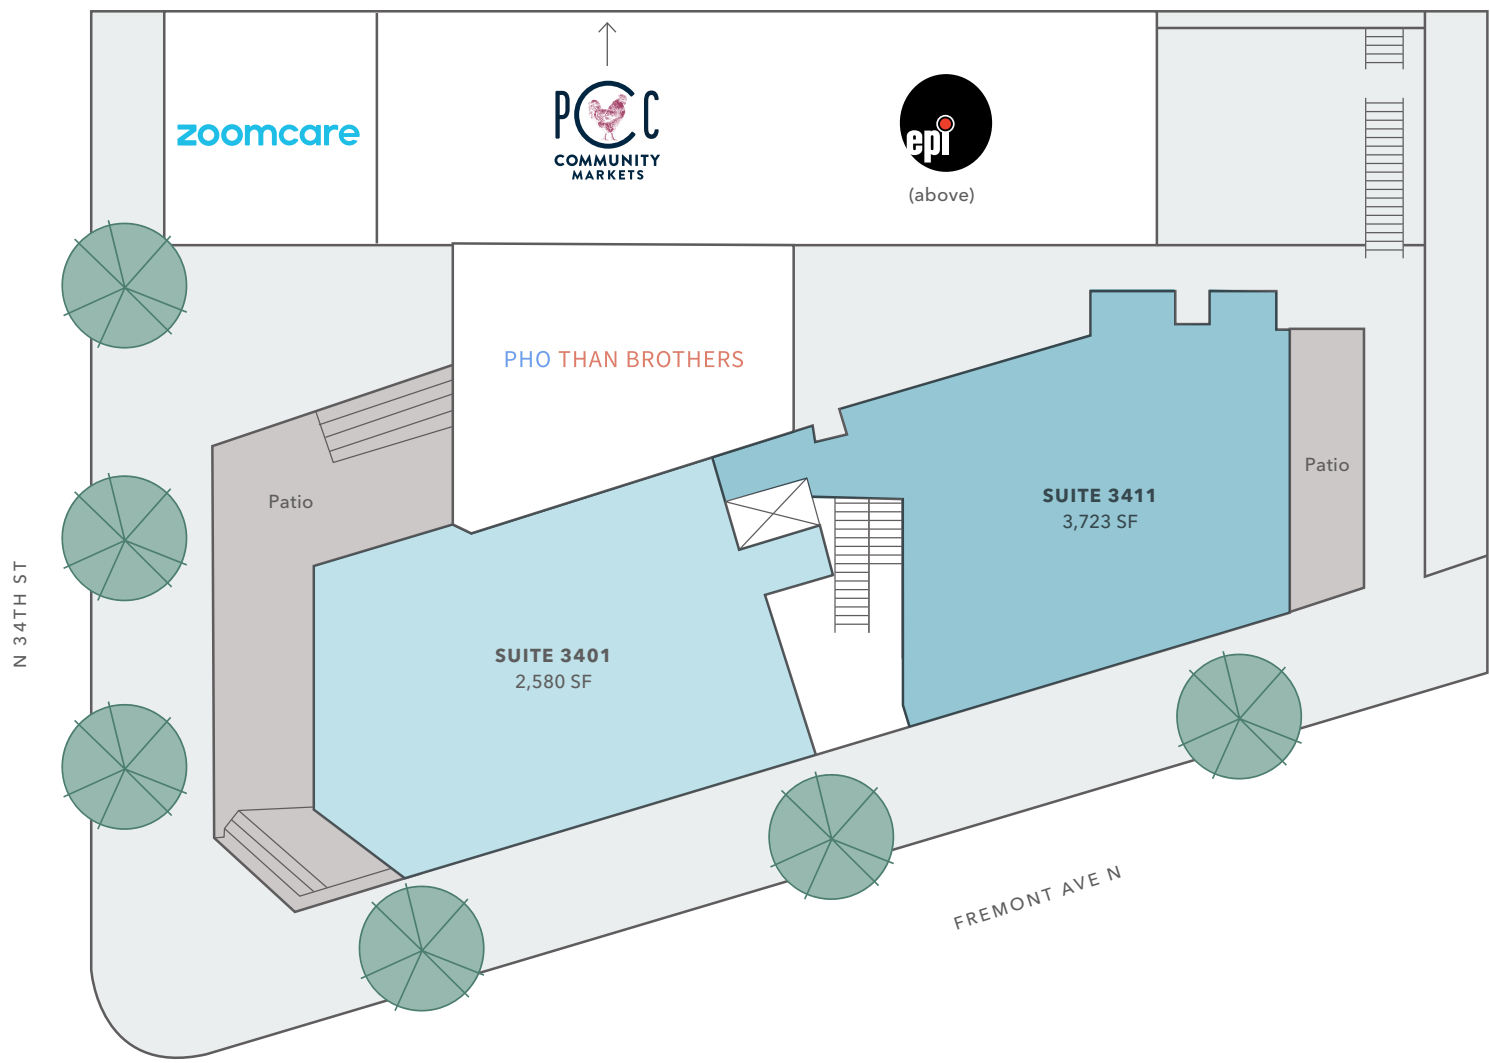 zoomcare
PCC
COMMUNITY
MARKETS
epi
(above)
PHO THAN BROTHERS
Patio
Patio
SUITE 3411
3,723 SF
SUITE 3401
2,580 SF
N 34TH ST
FREMONT AVE N